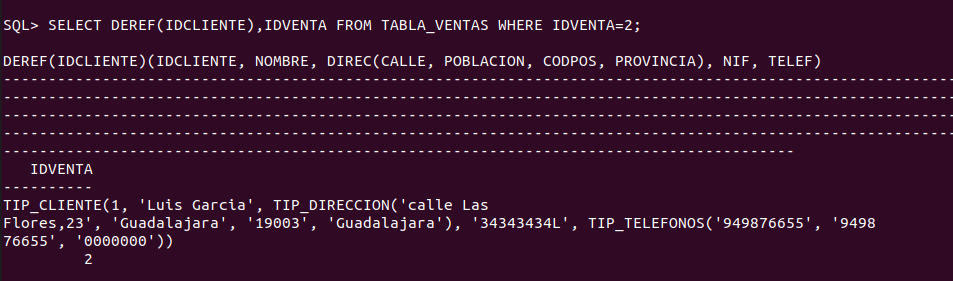 SQL> SELECT DEREF(IDCLIENTE),IDVENTA FROM TABLA_VENTAS WHERE IDVENTA=2;
DEREF(IDCLIENTE)(IDCLIENTE, NOMBRE, DIREC(CALLE, POBLACION, CODPOS, PROVINCIA), NIF, TELEF)
--------------------------------------------------------------------------------------------------------
--------------------------------------------------------------------------------------------------------
--------------------------------------------------------------------------------------------------------
--------------------------------------------------------------------------------------------------------
----------------------------------------------------------------------------------------
IDVENTA
----------
TIP_CLIENTE(1, 'Luis Garcia', TIP_DIRECCION('calle Las
Flores,23', 'Guadalajara', '19003', 'Guadalajara'), '34343434L', TIP_TELEFONOS('949876655', '9498
76655', '0000000'))
2